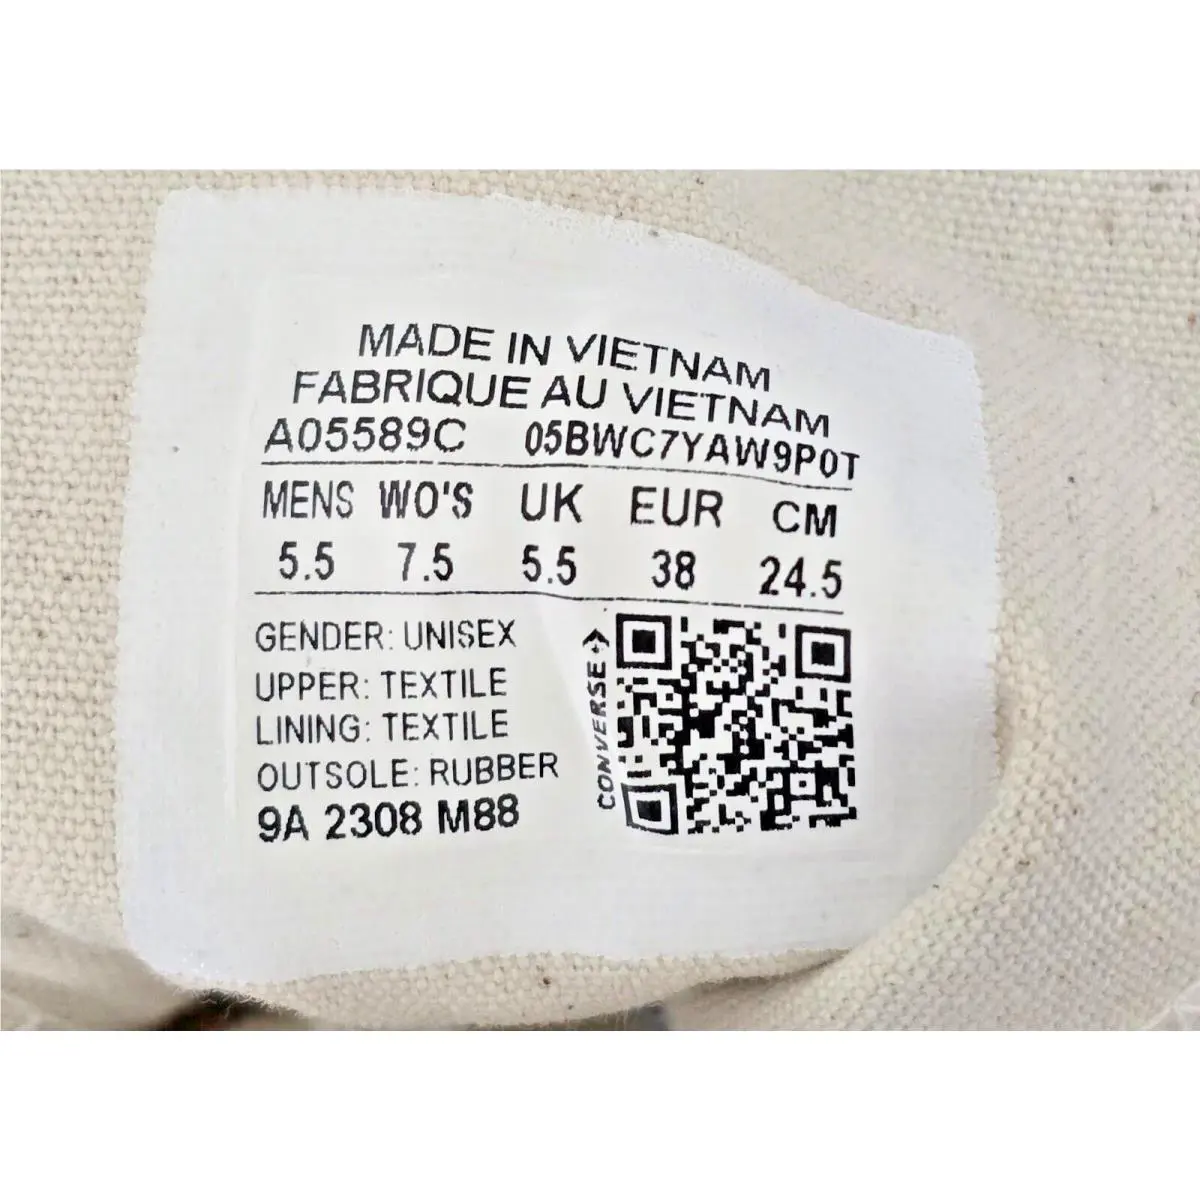 MADE IN VIETNAM
FABRIQUE AU VIETNAM
A05589C 05BWC7YAW9P0T
MENS WO'S UK EUR CM
5.5 7.5 5.5 38 24.5
GENDER: UNISEX
UPPER: TEXTILE
LINING: TEXTILE
OUTSOLE: RUBBER
9A 2308 M88
CONVERSE